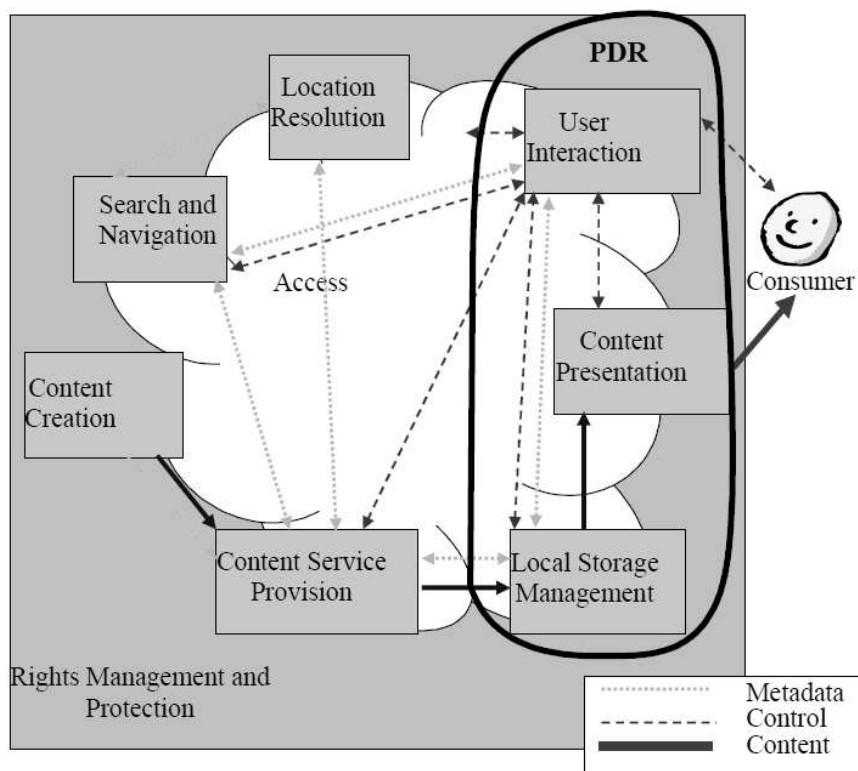 PDR
Location
Resolution
User
Interaction
Search and
Navigation
Access
Consumer
Content
Presentation
Content
Creation
Content Service
Provision
Local Storage
Management
Rights Management and
Protection
Metadata
Control
Content